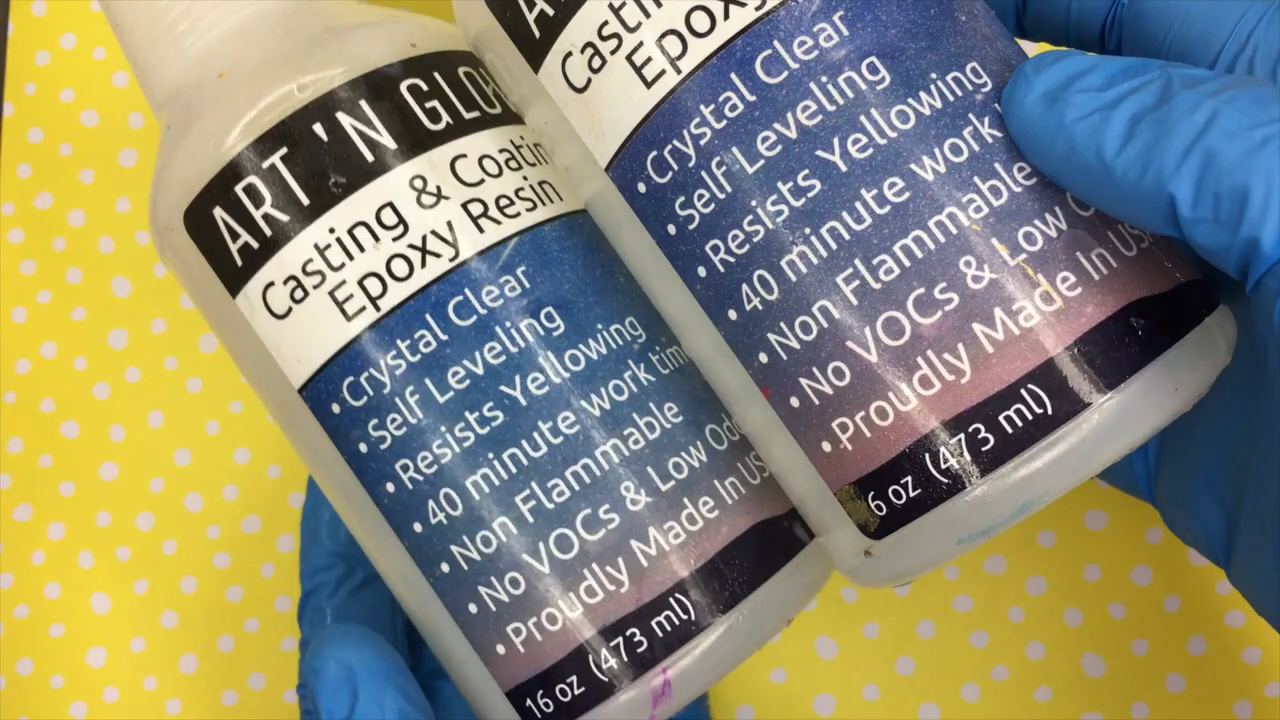 ART 'N GLO
Casting & Coatin
Epoxy Resin
• Crystal Clear
• Self Leveling
• Resists Yellowing
• 40 minute work tim
• Non Flammable
• No VOCs & Low Odo
• Proudly Made In US
16 oz (473 ml)
A
Casti
Epoxy
• Crystal Clear
• Self Leveling
• Resists Yellowing
• 40 minute work
• Non Flammable
• No VOCs & Low
• Proudly Made In US
6 oz (473 ml)